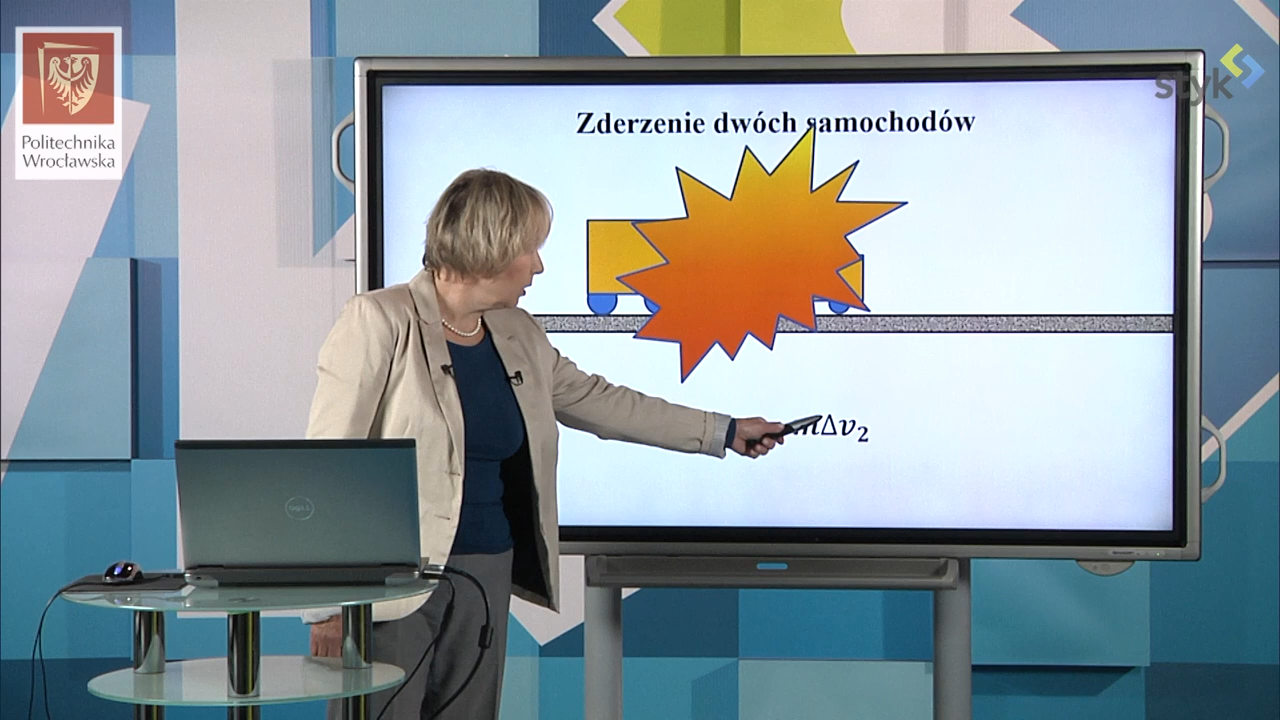 Politechnika
Wrocławska
styk
Zderzenie dwóch samochodów
mΔv₂
DELL